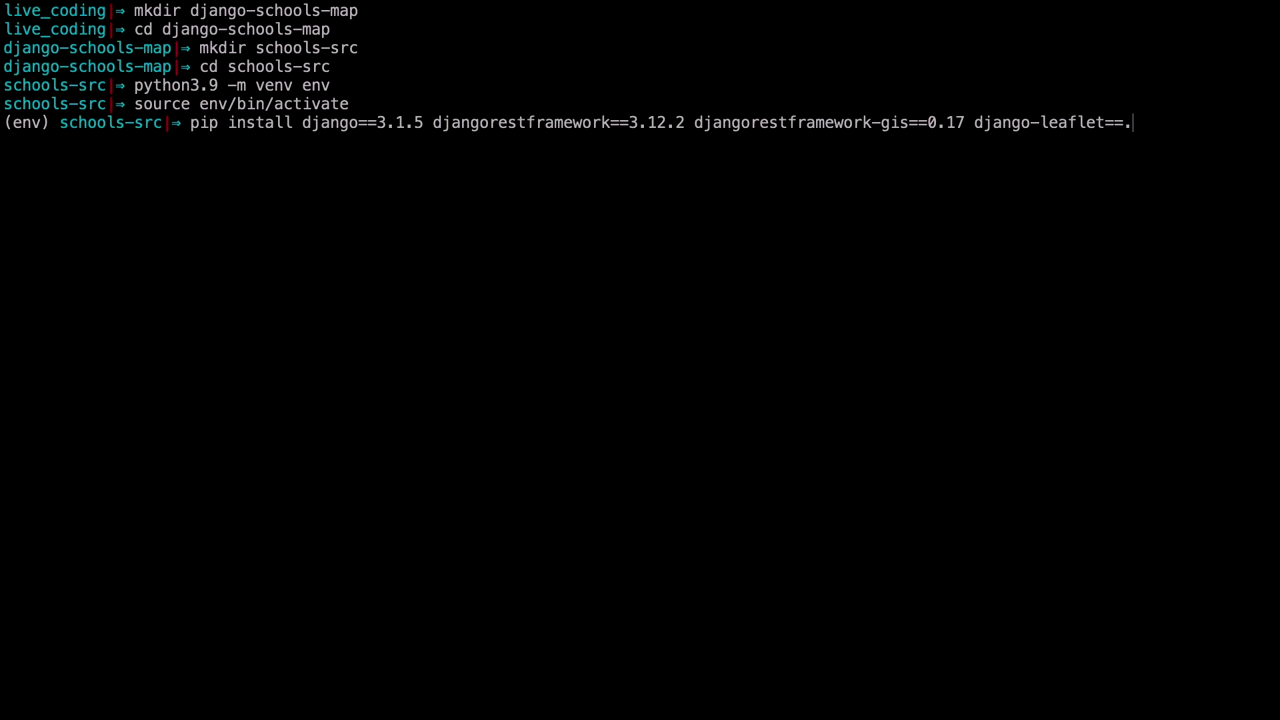 live_coding|⇒ mkdir django-schools-map
live_coding|⇒ cd django-schools-map
django-schools-map|⇒ mkdir schools-src
django-schools-map|⇒ cd schools-src
schools-src|⇒ python3.9 -m venv env
schools-src|⇒ source env/bin/activate
(env) schools-src|⇒ pip install django==3.1.5 djangorestframework==3.12.2 djangorestframework-gis==0.17 django-leaflet==.